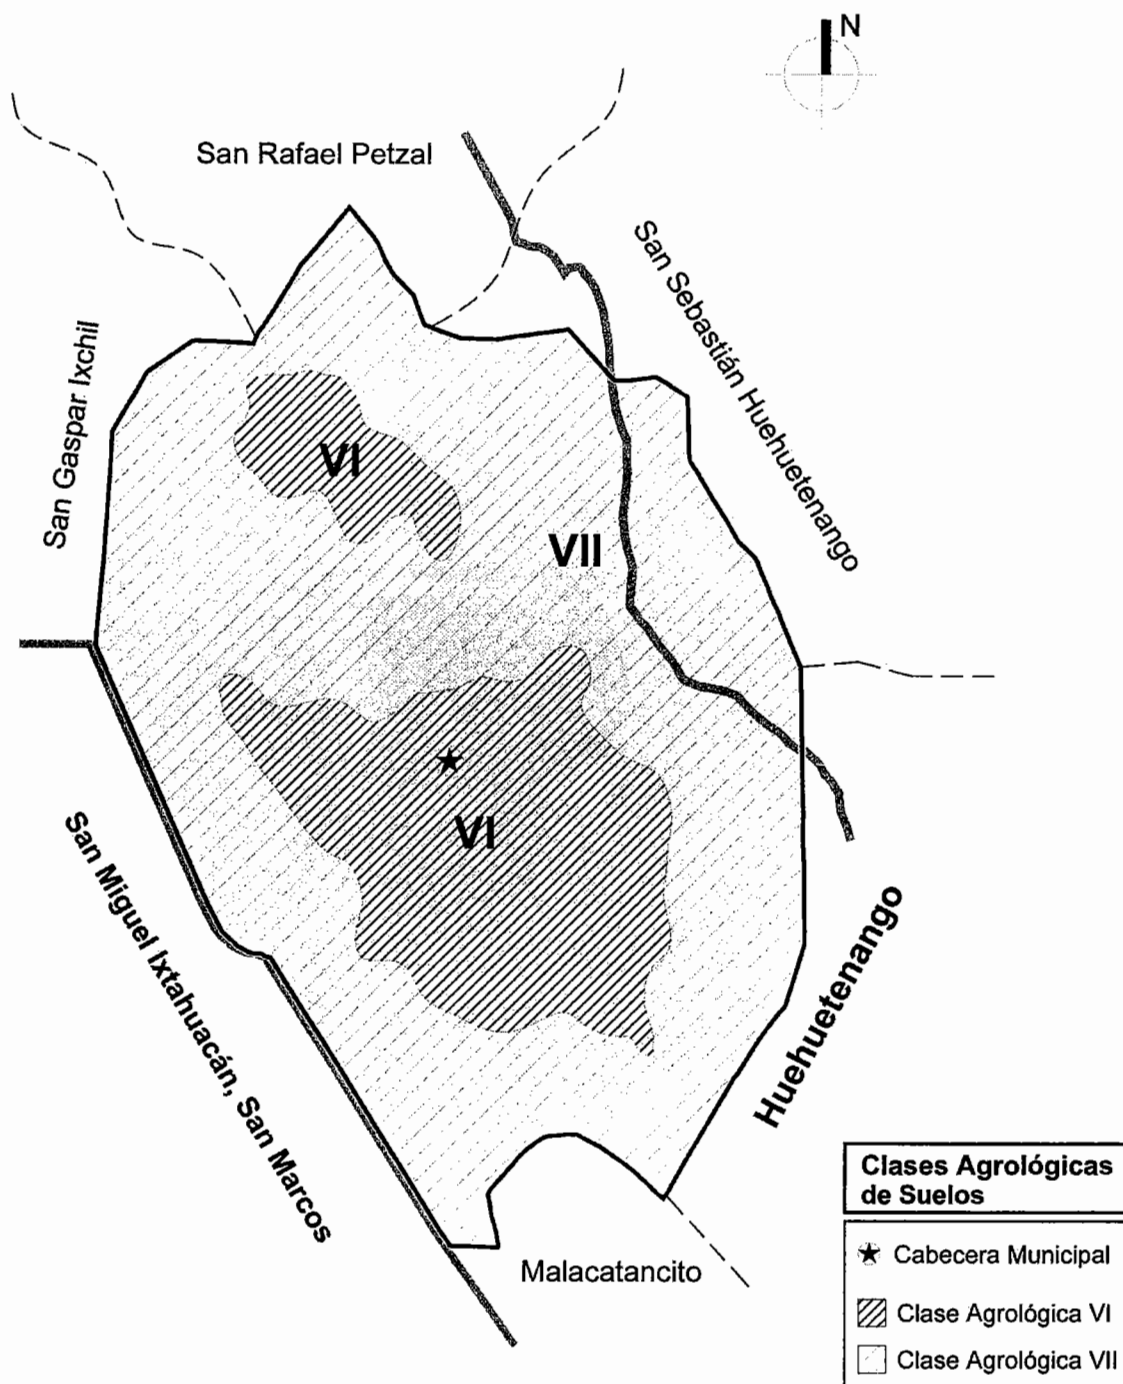 N
San Rafael Petzal
San Sebastián Huehuetenango
San Gaspar Ixchil
VI
VII
VI
San Miguel Ixtahuacán, San Marcos
Huehuetenango
Malacatancito
Clases Agrológicas
de Suelos
Cabecera Municipal
Clase Agrológica VI
Clase Agrológica VII